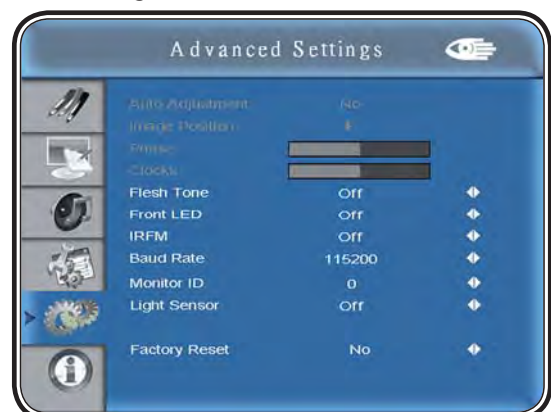 Advanced Settings
Auto Adjustment No
Image Position
Phase
Clocks
Flesh Tone Off
Front LED Off
IRFM Off
Baud Rate 115200
Monitor ID 0
Light Sensor Off
Factory Reset No